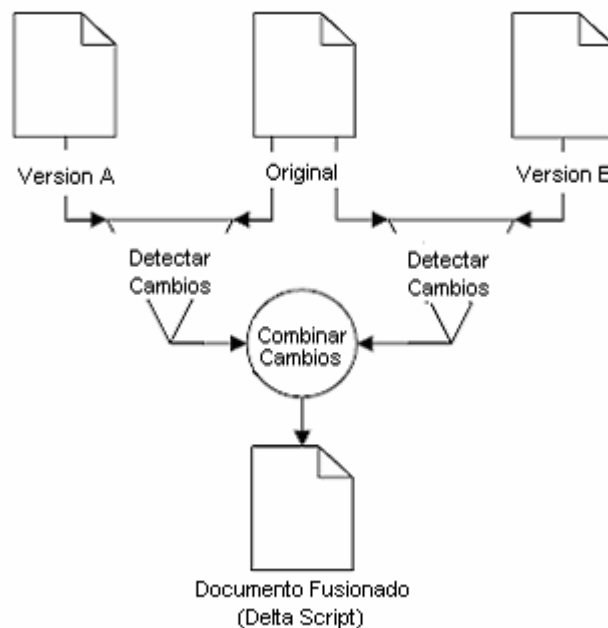 Version A
Original
Version B
Detectar
Cambios
Detectar
Cambios
Combinar
Cambios
Documento Fusionado
(Delta Script)